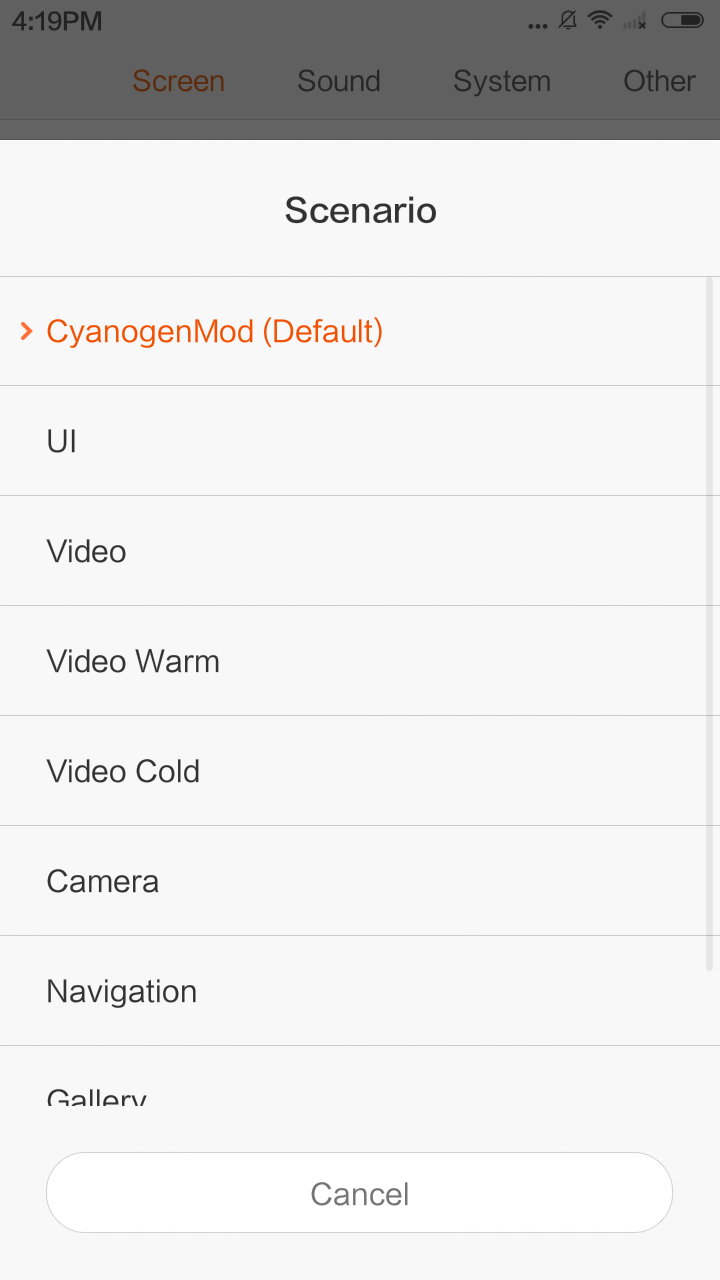 4:19PM
Screen Sound System Other
Scenario
CyanogenMod (Default)
UI
Video
Video Warm
Video Cold
Camera
Navigation
Gallery
Cancel